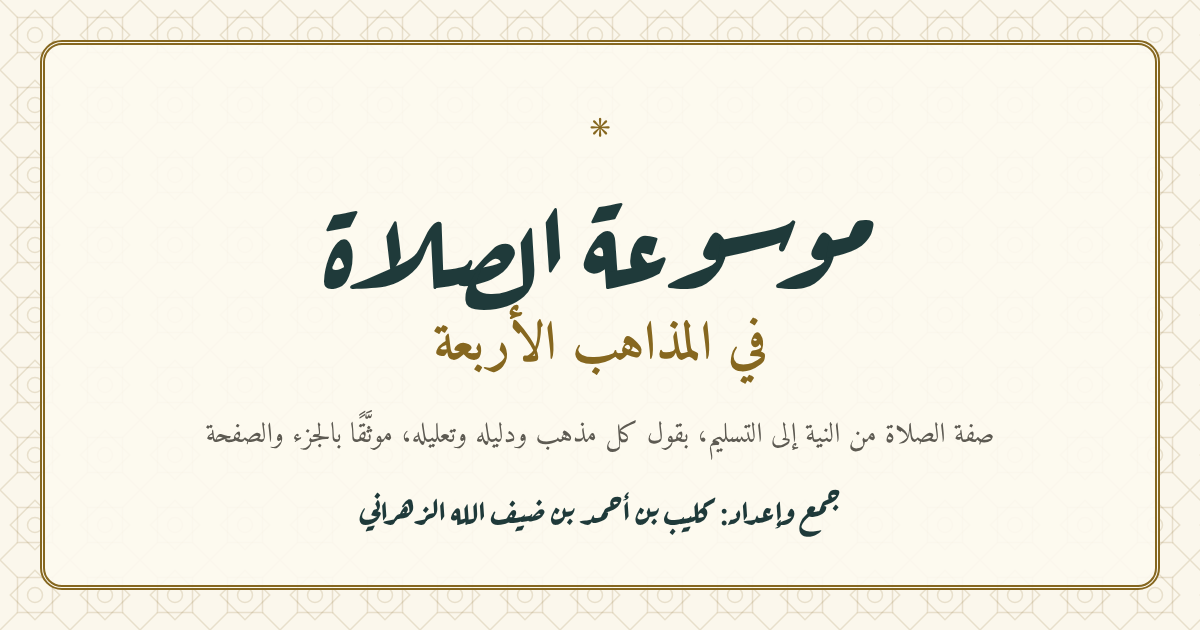 موسوعة الصلاة
في المذاهب الأربعة
صفة الصلاة من النية إلى التسليم، بقول كل مذهب ودليله وتعليله، موثَّقًا بالجزء والصفحة
جمع وإعداد: كليب بن أحمد بن ضيف الله الزهراني